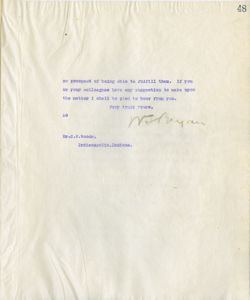 48
no prospect of being able to fulfill them. If you
or your colleagues have any suggestion to make upon
the matter I shall be glad to hear from you.
Very truly yours,
W S Ryan
Indianapolis, Indiana.